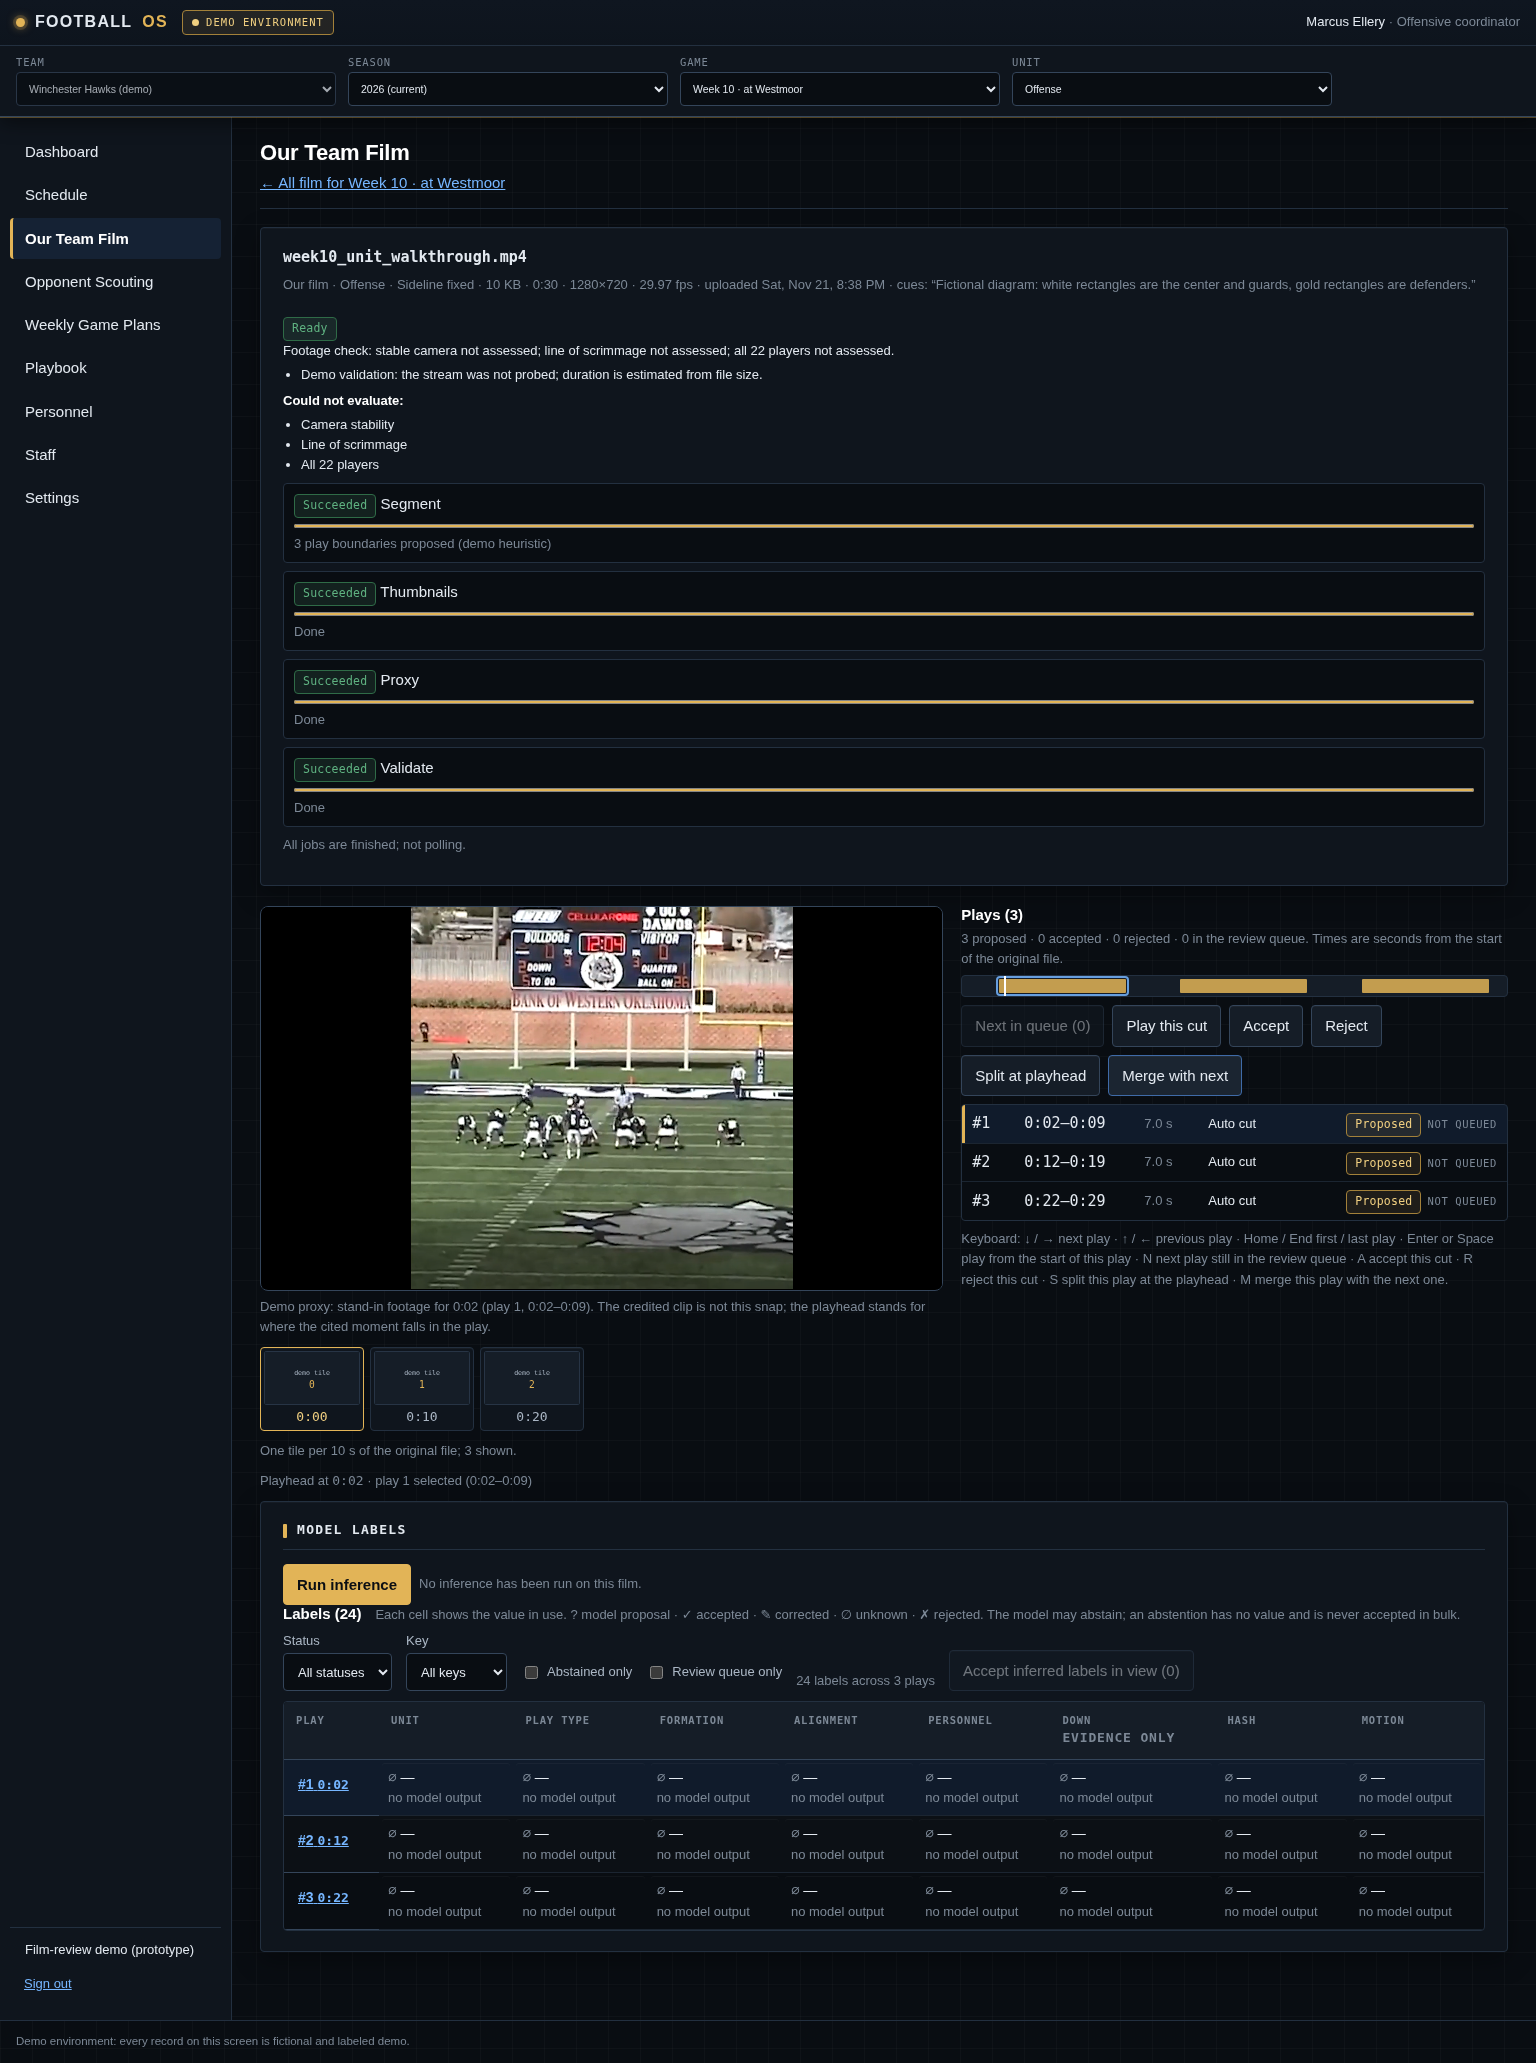 FOOTBALL OS
DEMO ENVIRONMENT
Marcus Ellery · Offensive coordinator
TEAM
Winchester Hawks (demo)
SEASON
2026 (current)
GAME
Week 10 · at Westmoor
UNIT
Offense
Dashboard
Schedule
Our Team Film
Opponent Scouting
Weekly Game Plans
Playbook
Personnel
Staff
Settings
Film-review demo (prototype)
Sign out
Our Team Film
← All film for Week 10 · at Westmoor
week10_unit_walkthrough.mp4
Our film · Offense · Sideline fixed · 10 KB · 0:30 · 1280×720 · 29.97 fps · uploaded Sat, Nov 21, 8:38 PM · cues: “Fictional diagram: white rectangles are the center and guards, gold rectangles are defenders.”
Ready
Footage check: stable camera not assessed; line of scrimmage not assessed; all 22 players not assessed.
• Demo validation: the stream was not probed; duration is estimated from file size.
Could not evaluate:
• Camera stability
• Line of scrimmage
• All 22 players
Succeeded Segment
3 play boundaries proposed (demo heuristic)
Succeeded Thumbnails
Done
Succeeded Proxy
Done
Succeeded Validate
Done
All jobs are finished; not polling.
CELLULARONE
GO
DAWGS
BULLDOGS
12:04
VISITOR
DOWN
QUARTER
TO GO
BALL ON
BANK OF WESTERN OKLAHOMA
Demo proxy: stand-in footage for 0:02 (play 1, 0:02–0:09). The credited clip is not this snap; the playhead stands for
where the cited moment falls in the play.
demo tile
0
0:00
demo tile
1
0:10
demo tile
2
0:20
One tile per 10 s of the original file; 3 shown.
Playhead at 0:02 · play 1 selected (0:02–0:09)
Plays (3)
3 proposed · 0 accepted · 0 rejected · 0 in the review queue. Times are seconds from the start
of the original file.
Next in queue (0)
Play this cut
Accept
Reject
Split at playhead
Merge with next
#1 0:02–0:09 7.0 s Auto cut Proposed NOT QUEUED
#2 0:12–0:19 7.0 s Auto cut Proposed NOT QUEUED
#3 0:22–0:29 7.0 s Auto cut Proposed NOT QUEUED
Keyboard: ↓ / → next play · ↑ / ← previous play · Home / End first / last play · Enter or Space
play from the start of this play · N next play still in the review queue · A accept this cut · R
reject this cut · S split this play at the playhead · M merge this play with the next one.
MODEL LABELS
Run inference
No inference has been run on this film.
Labels (24) Each cell shows the value in use. ? model proposal · ✓ accepted · ✎ corrected · ∅ unknown · ✗ rejected. The model may abstain; an abstention has no value and is never accepted in bulk.
Status
All statuses
Key
All keys
Abstained only
Review queue only
24 labels across 3 plays
Accept inferred labels in view (0)
PLAY UNIT PLAY TYPE FORMATION ALIGNMENT PERSONNEL DOWN HASH MOTION
EVIDENCE ONLY
#1 0:02 ∅ — ∅ — ∅ — ∅ — ∅ — ∅ — ∅ — ∅ —
no model output no model output no model output no model output no model output no model output no model output no model output
#2 0:12 ∅ — ∅ — ∅ — ∅ — ∅ — ∅ — ∅ — ∅ —
no model output no model output no model output no model output no model output no model output no model output no model output
#3 0:22 ∅ — ∅ — ∅ — ∅ — ∅ — ∅ — ∅ — ∅ —
no model output no model output no model output no model output no model output no model output no model output no model output
Demo environment: every record on this screen is fictional and labeled demo.